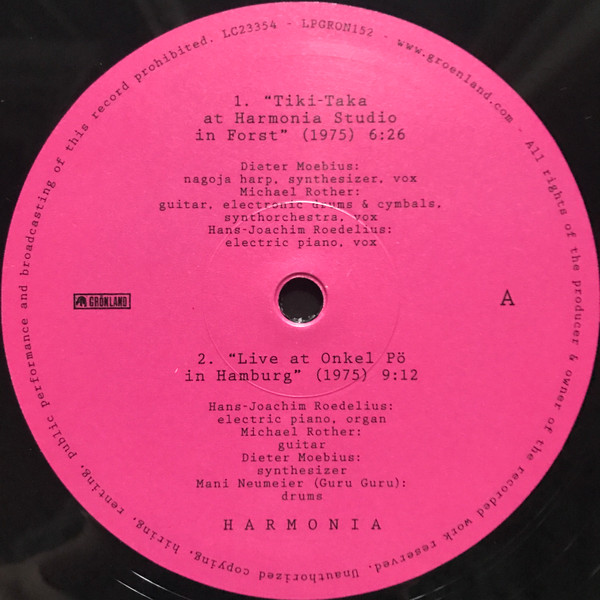 1. “Tiki-Taka
at Harmonia Studio
in Forst” (1975) 6:26
Dieter Moebius:
nagoja harp, synthesizer, vox
Michael Rother:
guitar, electronic drums & cymbals,
synthorchestra, vox
Hans-Joachim Roedelius:
electric piano, vox
GRÖNLAND
A
2. “Live at Onkel Pö
in Hamburg” (1975) 9:12
Hans-Joachim Roedelius:
electric piano, organ
Michael Rother:
guitar
Dieter Moebius:
synthesizer
Mani Neumeier (Guru Guru):
drums
HARMONIA
LC23354 - LPGRON152 - www.groenland.com - All rights of the producer & owner of the recorded work reserved. Unauthorized copying, hiring, renting, public performance and broadcasting of this record prohibited.